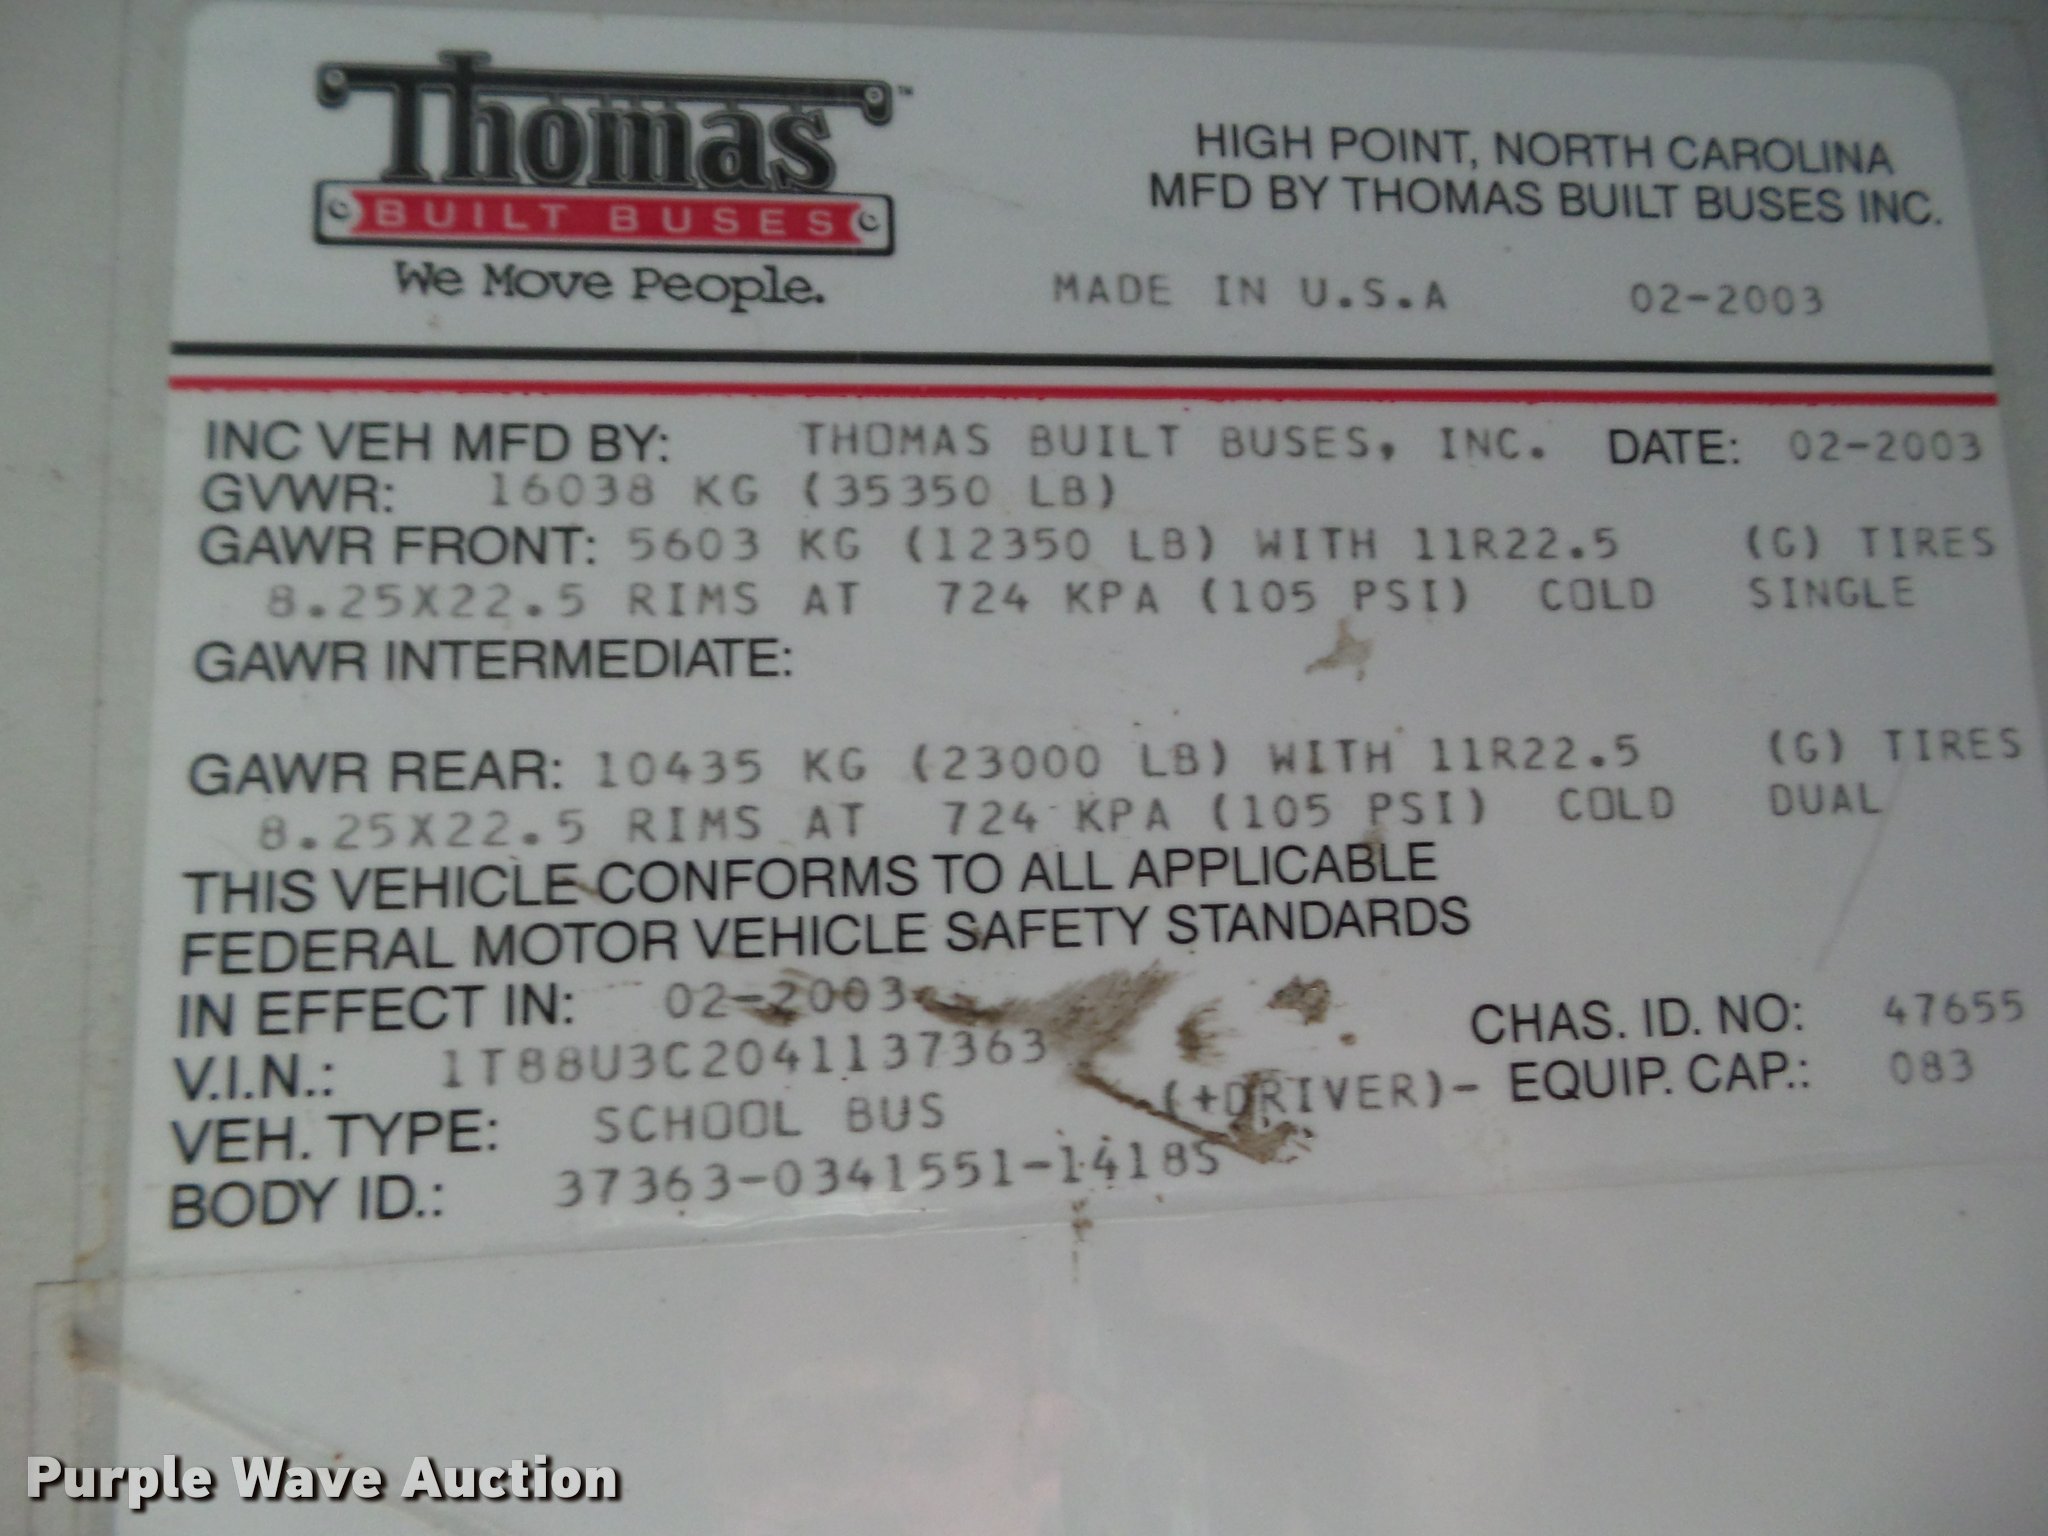 Thomas™
BUILT BUSES
We Move People.
HIGH POINT, NORTH CAROLINA
MFD BY THOMAS BUILT BUSES INC.
MADE IN U.S.A 02-2003
INC VEH MFD BY: THOMAS BUILT BUSES, INC. DATE: 02-2003
GVWR: 16038 KG (35350 LB)
GAWR FRONT: 5603 KG (12350 LB) WITH 11R22.5 (G) TIRES
8.25X22.5 RIMS AT 724 KPA (105 PSI) COLD SINGLE
GAWR INTERMEDIATE:
GAWR REAR: 10435 KG (23000 LB) WITH 11R22.5 (G) TIRES
8.25X22.5 RIMS AT 724 KPA (105 PSI) COLD DUAL
THIS VEHICLE CONFORMS TO ALL APPLICABLE
FEDERAL MOTOR VEHICLE SAFETY STANDARDS
IN EFFECT IN: 02-2003 CHAS. ID. NO: 47655
V.I.N.: 1T88U3C2041137363 (+DRIVER)- EQUIP. CAP.: 083
VEH. TYPE: SCHOOL BUS
BODY ID.: 37363-0341551-1418S
Purple Wave Auction